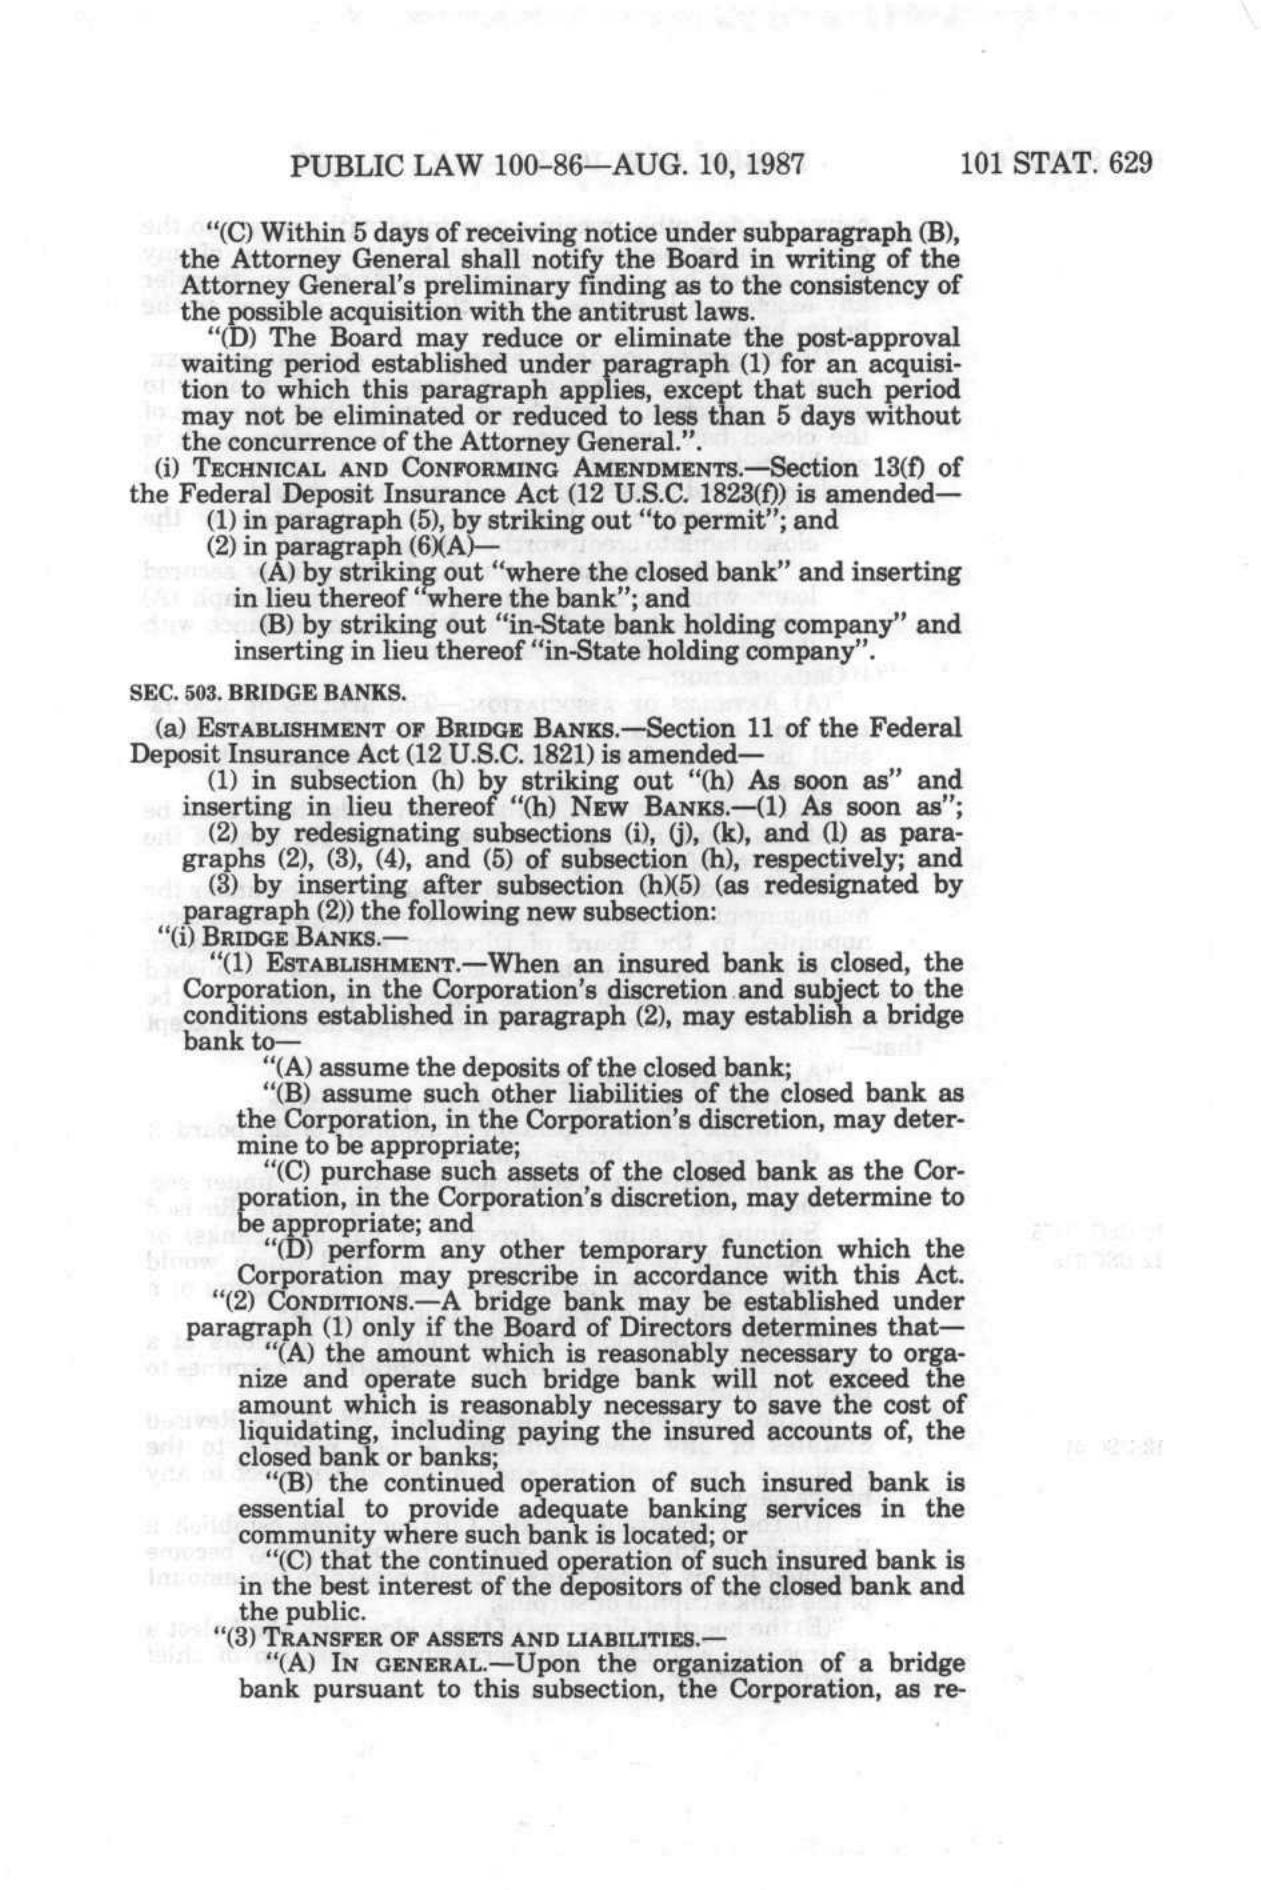 PUBLIC LAW 100-86—AUG. 10, 1987 101 STAT. 629
"(C) Within 5 days of receiving notice under subparagraph (B),
the Attorney General shall notify the Board in writing of the
Attorney General's preliminary finding as to the consistency of
the possible acquisition with the antitrust laws.
"(D) The Board may reduce or eliminate the post-approval
waiting period established under paragraph (1) for an acquisi-
tion to which this paragraph applies, except that such period
may not be eliminated or reduced to less than 5 days without
the concurrence of the Attorney General.".
(i) TECHNICAL AND CONFORMING AMENDMENTS.—Section 13(f) of
the Federal Deposit Insurance Act (12 U.S.C. 1823(f)) is amended—
(1) in paragraph (5), by striking out "to permit"; and
(2) in paragraph (6)(A)—
(A) by striking out "where the closed bank" and inserting
in lieu thereof "where the bank"; and
(B) by striking out "in-State bank holding company" and
inserting in lieu thereof "in-State holding company".
SEC. 503. BRIDGE BANKS.
(a) ESTABLISHMENT OF BRIDGE BANKS.—Section 11 of the Federal
Deposit Insurance Act (12 U.S.C. 1821) is amended—
(1) in subsection (h) by striking out "(h) As soon as" and
inserting in lieu thereof "(h) NEW BANKS.—(1) As soon as";
(2) by redesignating subsections (i), (j), (k), and (l) as para-
graphs (2), (3), (4), and (5) of subsection (h), respectively; and
(3) by inserting after subsection (h)(5) (as redesignated by
paragraph (2)) the following new subsection:
"(i) BRIDGE BANKS.—
"(1) ESTABLISHMENT.—When an insured bank is closed, the
Corporation, in the Corporation's discretion and subject to the
conditions established in paragraph (2), may establish a bridge
bank to—
"(A) assume the deposits of the closed bank;
"(B) assume such other liabilities of the closed bank as
the Corporation, in the Corporation's discretion, may deter-
mine to be appropriate;
"(C) purchase such assets of the closed bank as the Cor-
poration, in the Corporation's discretion, may determine to
be appropriate; and
"(D) perform any other temporary function which the
Corporation may prescribe in accordance with this Act.
"(2) CONDITIONS.—A bridge bank may be established under
paragraph (1) only if the Board of Directors determines that—
"(A) the amount which is reasonably necessary to orga-
nize and operate such bridge bank will not exceed the
amount which is reasonably necessary to save the cost of
liquidating, including paying the insured accounts of, the
closed bank or banks;
"(B) the continued operation of such insured bank is
essential to provide adequate banking services in the
community where such bank is located; or
"(C) that the continued operation of such insured bank is
in the best interest of the depositors of the closed bank and
the public.
"(3) TRANSFER OF ASSETS AND LIABILITIES.—
"(A) IN GENERAL.—Upon the organization of a bridge
bank pursuant to this subsection, the Corporation, as re-